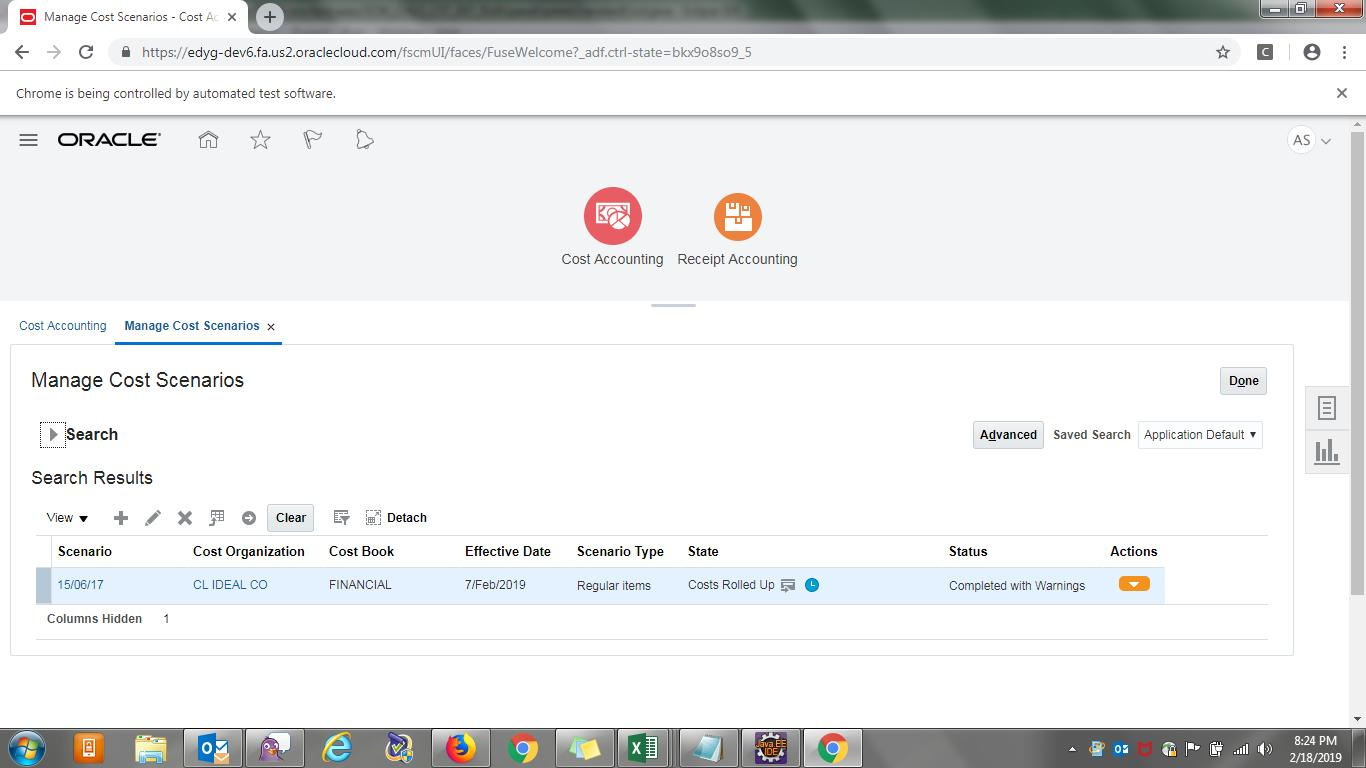 Manage Cost Scenarios - Cost Ac
https://edyg-dev6.fa.us2.oraclecloud.com/fscmUI/faces/FuseWelcome?_adf.ctrl-state=bkx9o8so9_5
C
Chrome is being controlled by automated test software.
ORACLE
AS
Cost Accounting
Receipt Accounting
Cost Accounting
Manage Cost Scenarios
Manage Cost Scenarios
Done
Search
Advanced
Saved Search
Application Default
Search Results
View
Clear
Detach
Scenario Cost Organization Cost Book Effective Date Scenario Type State Status Actions
15/06/17 CL IDEAL CO FINANCIAL 7/Feb/2019 Regular items Costs Rolled Up Completed with Warnings
Columns Hidden 1
Java EE
IDE
8:24 PM
2/18/2019